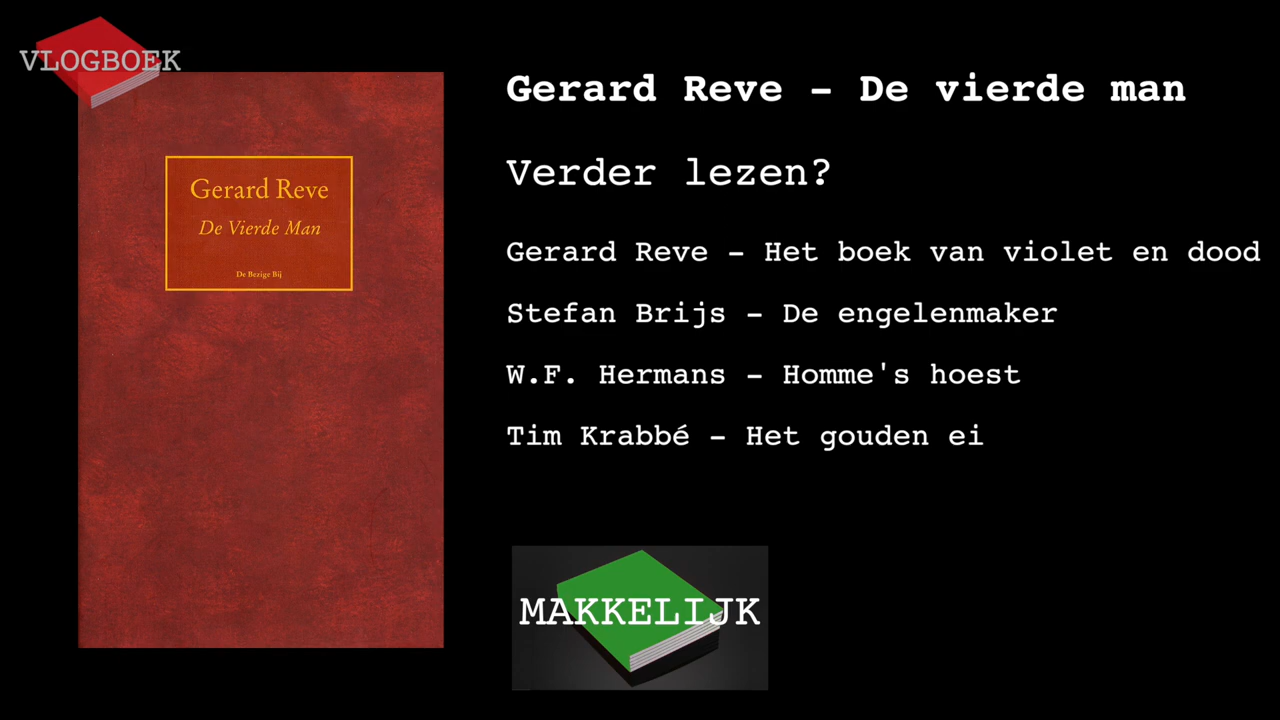 VLOGBOEK
Gerard Reve
De Vierde Man
De Bezige Bij
Gerard Reve - De vierde man
Verder lezen?
Gerard Reve - Het boek van violet en dood
Stefan Brijs - De engelenmaker
W.F. Hermans - Homme's hoest
Tim Krabbé - Het gouden ei
MAKKELIJK